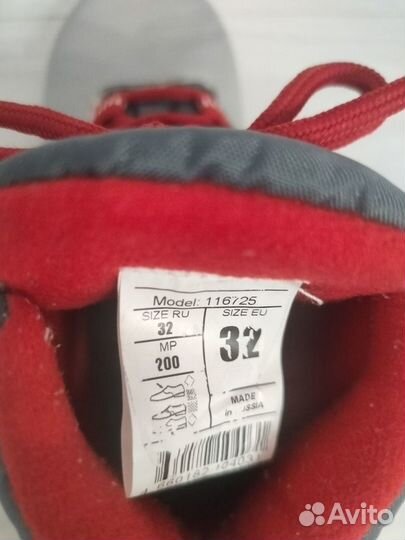 Model: 116725
SIZE RU
32
MP
200
SIZE EU
32
MADE
in
Avito